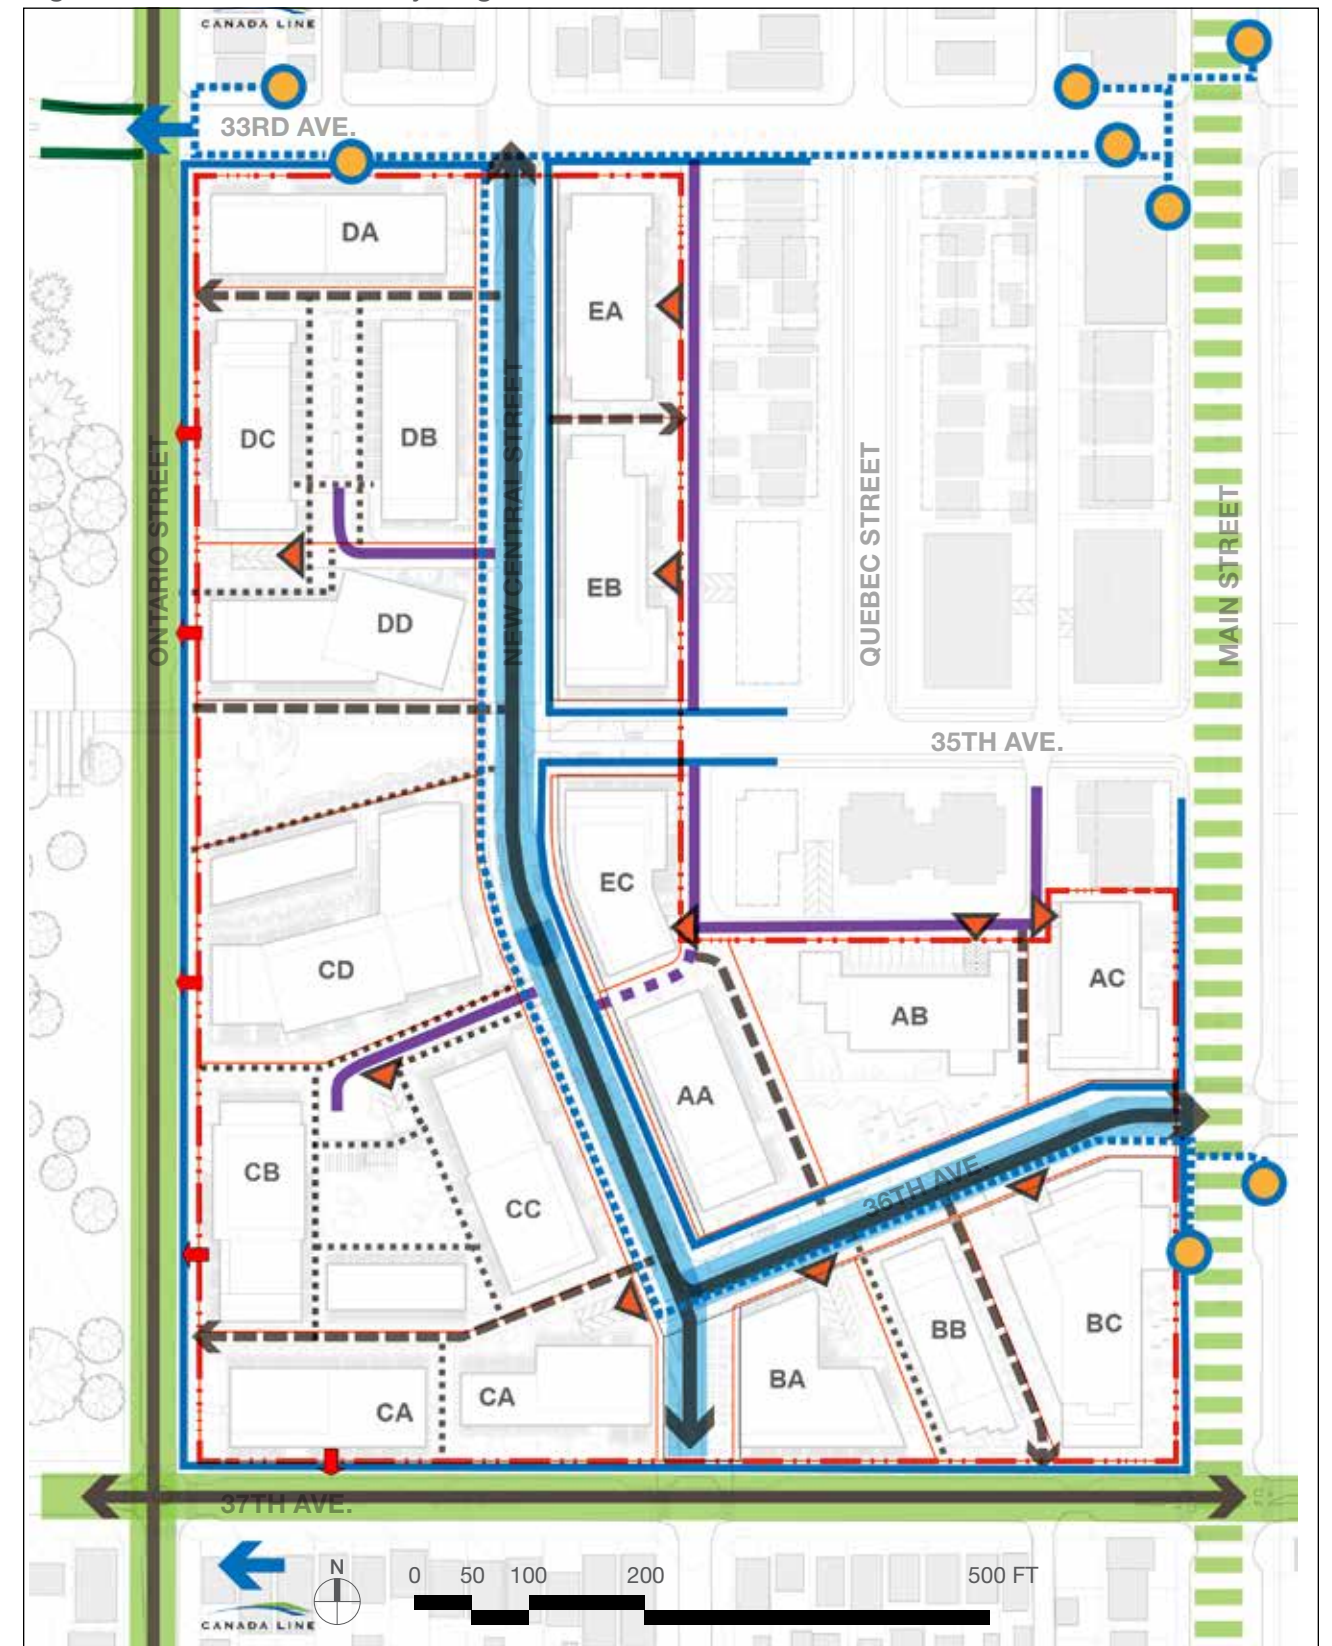 CANADA LINE
33RD AVE.
DA
EA
DC
DB
NEW CENTRAL STREET
ONTARIO STREET
QUEBEC STREET
MAIN STREET
EB
DD
35TH AVE.
EC
CD
AC
AB
AA
CB
36TH AVE.
CC
BB
BC
BA
CA
CA
37TH AVE.
N
0 50 100 200 500 FT
CANADA LINE